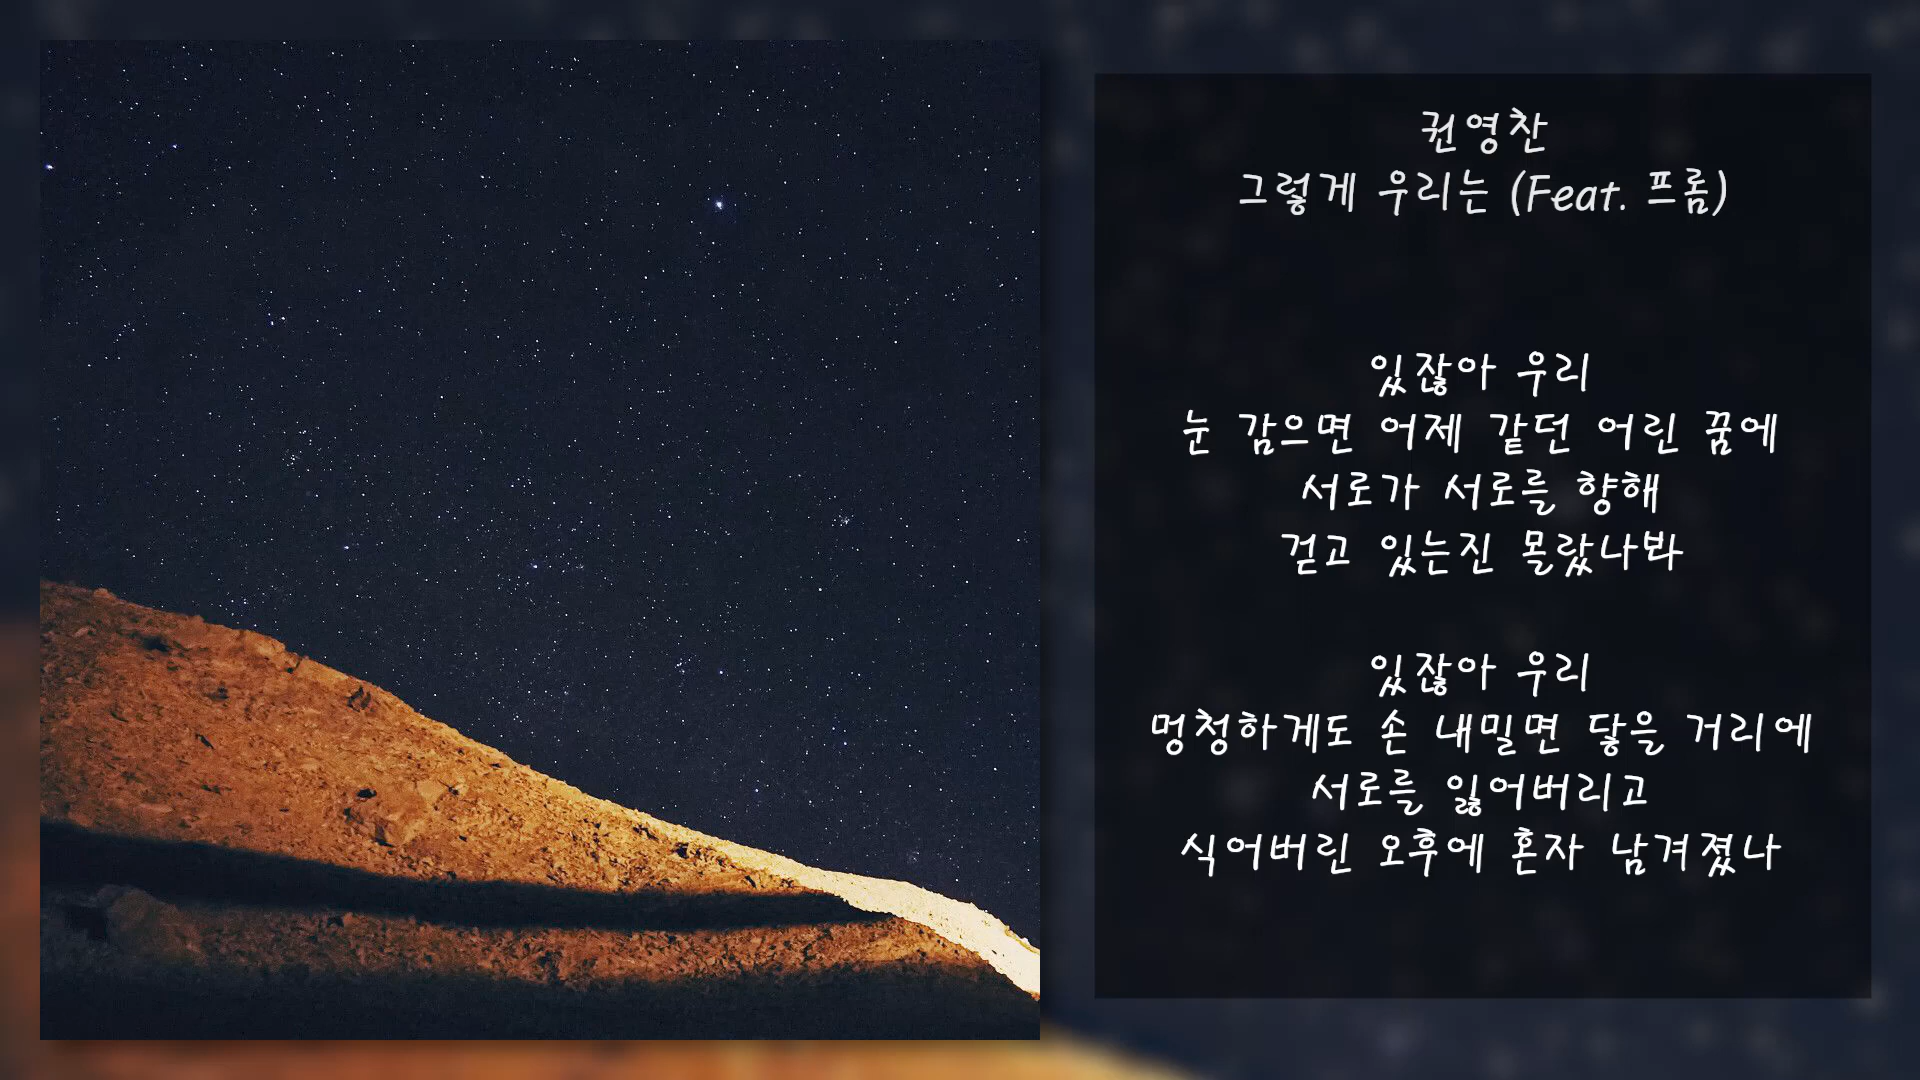 권영찬
그렇게 우리는 (Feat. 프롬)
있잖아 우리
눈 감으면 어제 같던 어린 꿈에
서로가 서로를 향해
걷고 있는진 몰랐나봐
있잖아 우리
멍청하게도 손 내밀면 닿을 거리에
서로를 잃어버리고
식어버린 오후에 혼자 남겨졌나